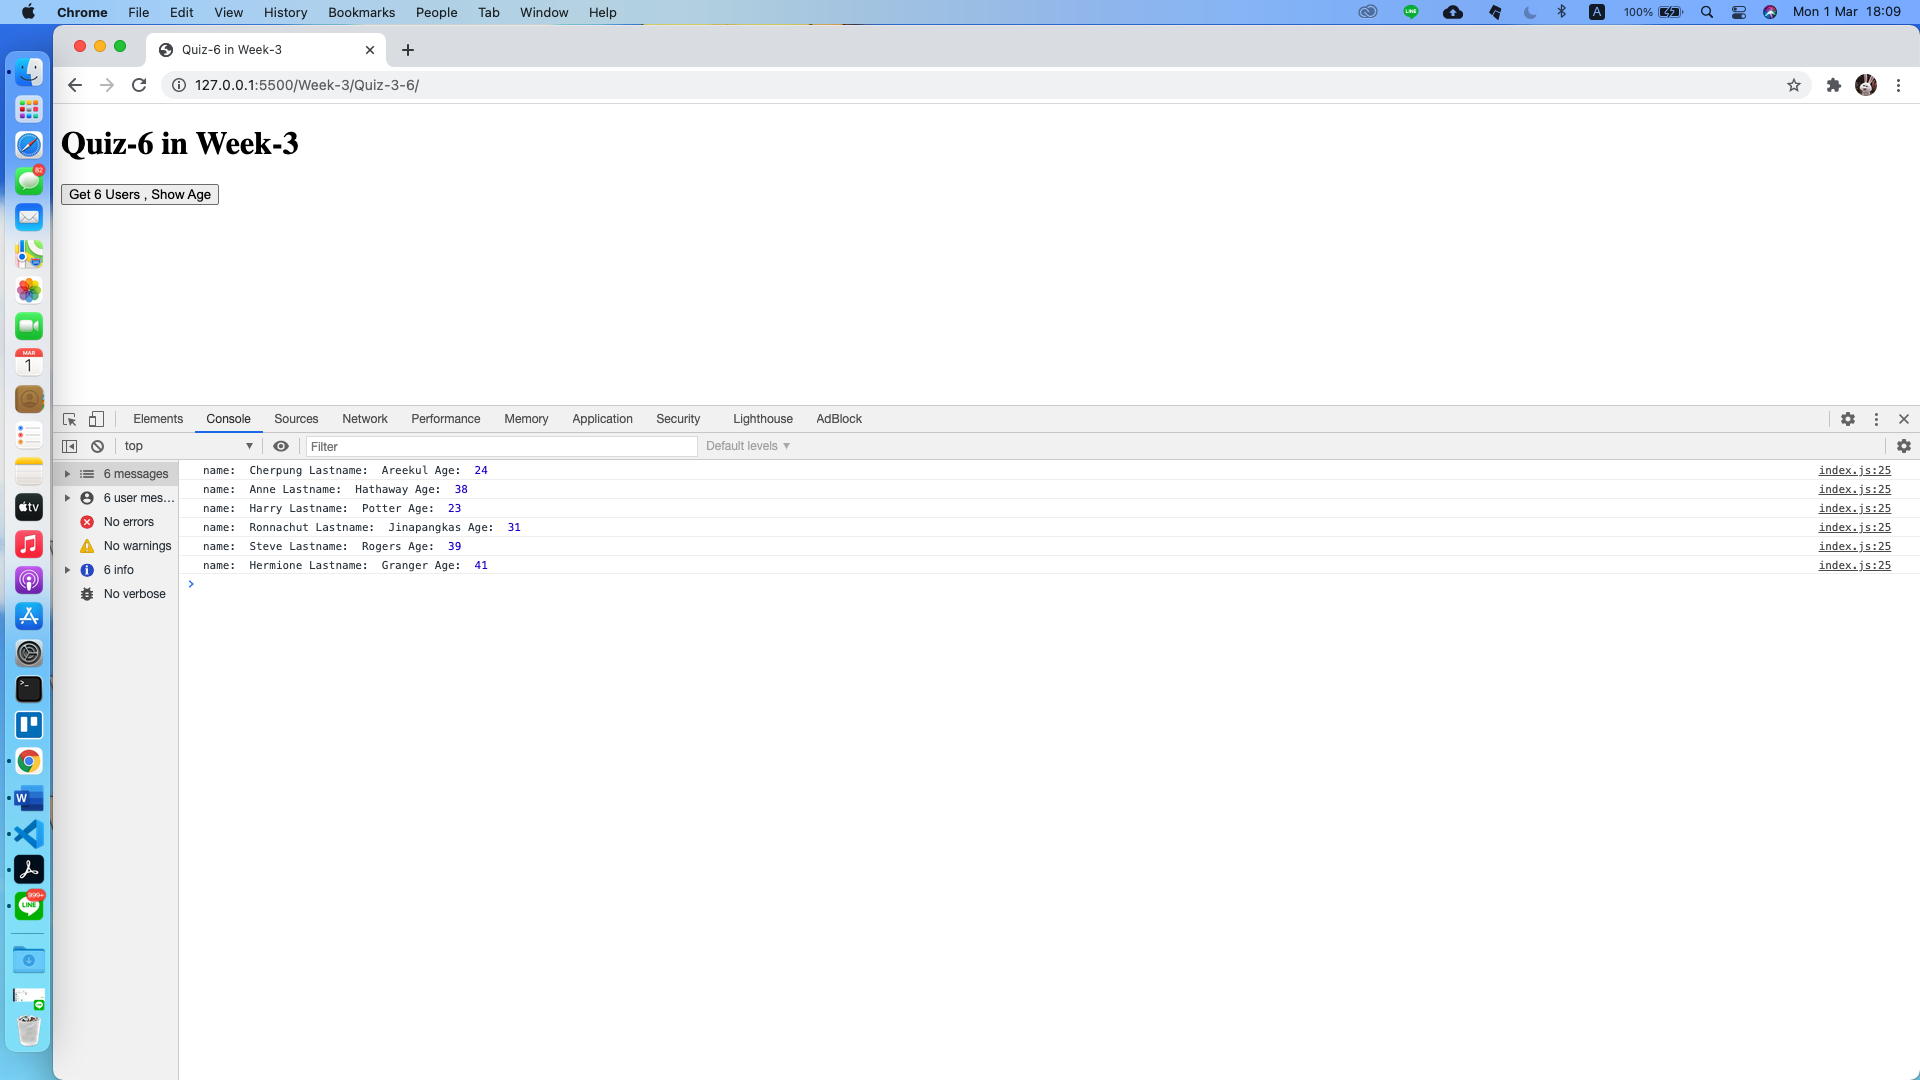 Chrome File Edit View History Bookmarks People Tab Window Help LINE A 100% Mon 1 Mar 18:09
Quiz-6 in Week-3
127.0.0.1:5500/Week-3/Quiz-3-6/
Quiz-6 in Week-3
Get 6 Users , Show Age
82
MAR
1
tv
W
999+
LINE
Elements Console Sources Network Performance Memory Application Security Lighthouse AdBlock
top Filter Default levels
6 messages
6 user mes...
No errors
No warnings
6 info
No verbose
name: Cherpung Lastname: Areekul Age: 24 index.js:25
name: Anne Lastname: Hathaway Age: 38 index.js:25
name: Harry Lastname: Potter Age: 23 index.js:25
name: Ronnachut Lastname: Jinapangkas Age: 31 index.js:25
name: Steve Lastname: Rogers Age: 39 index.js:25
name: Hermione Lastname: Granger Age: 41 index.js:25